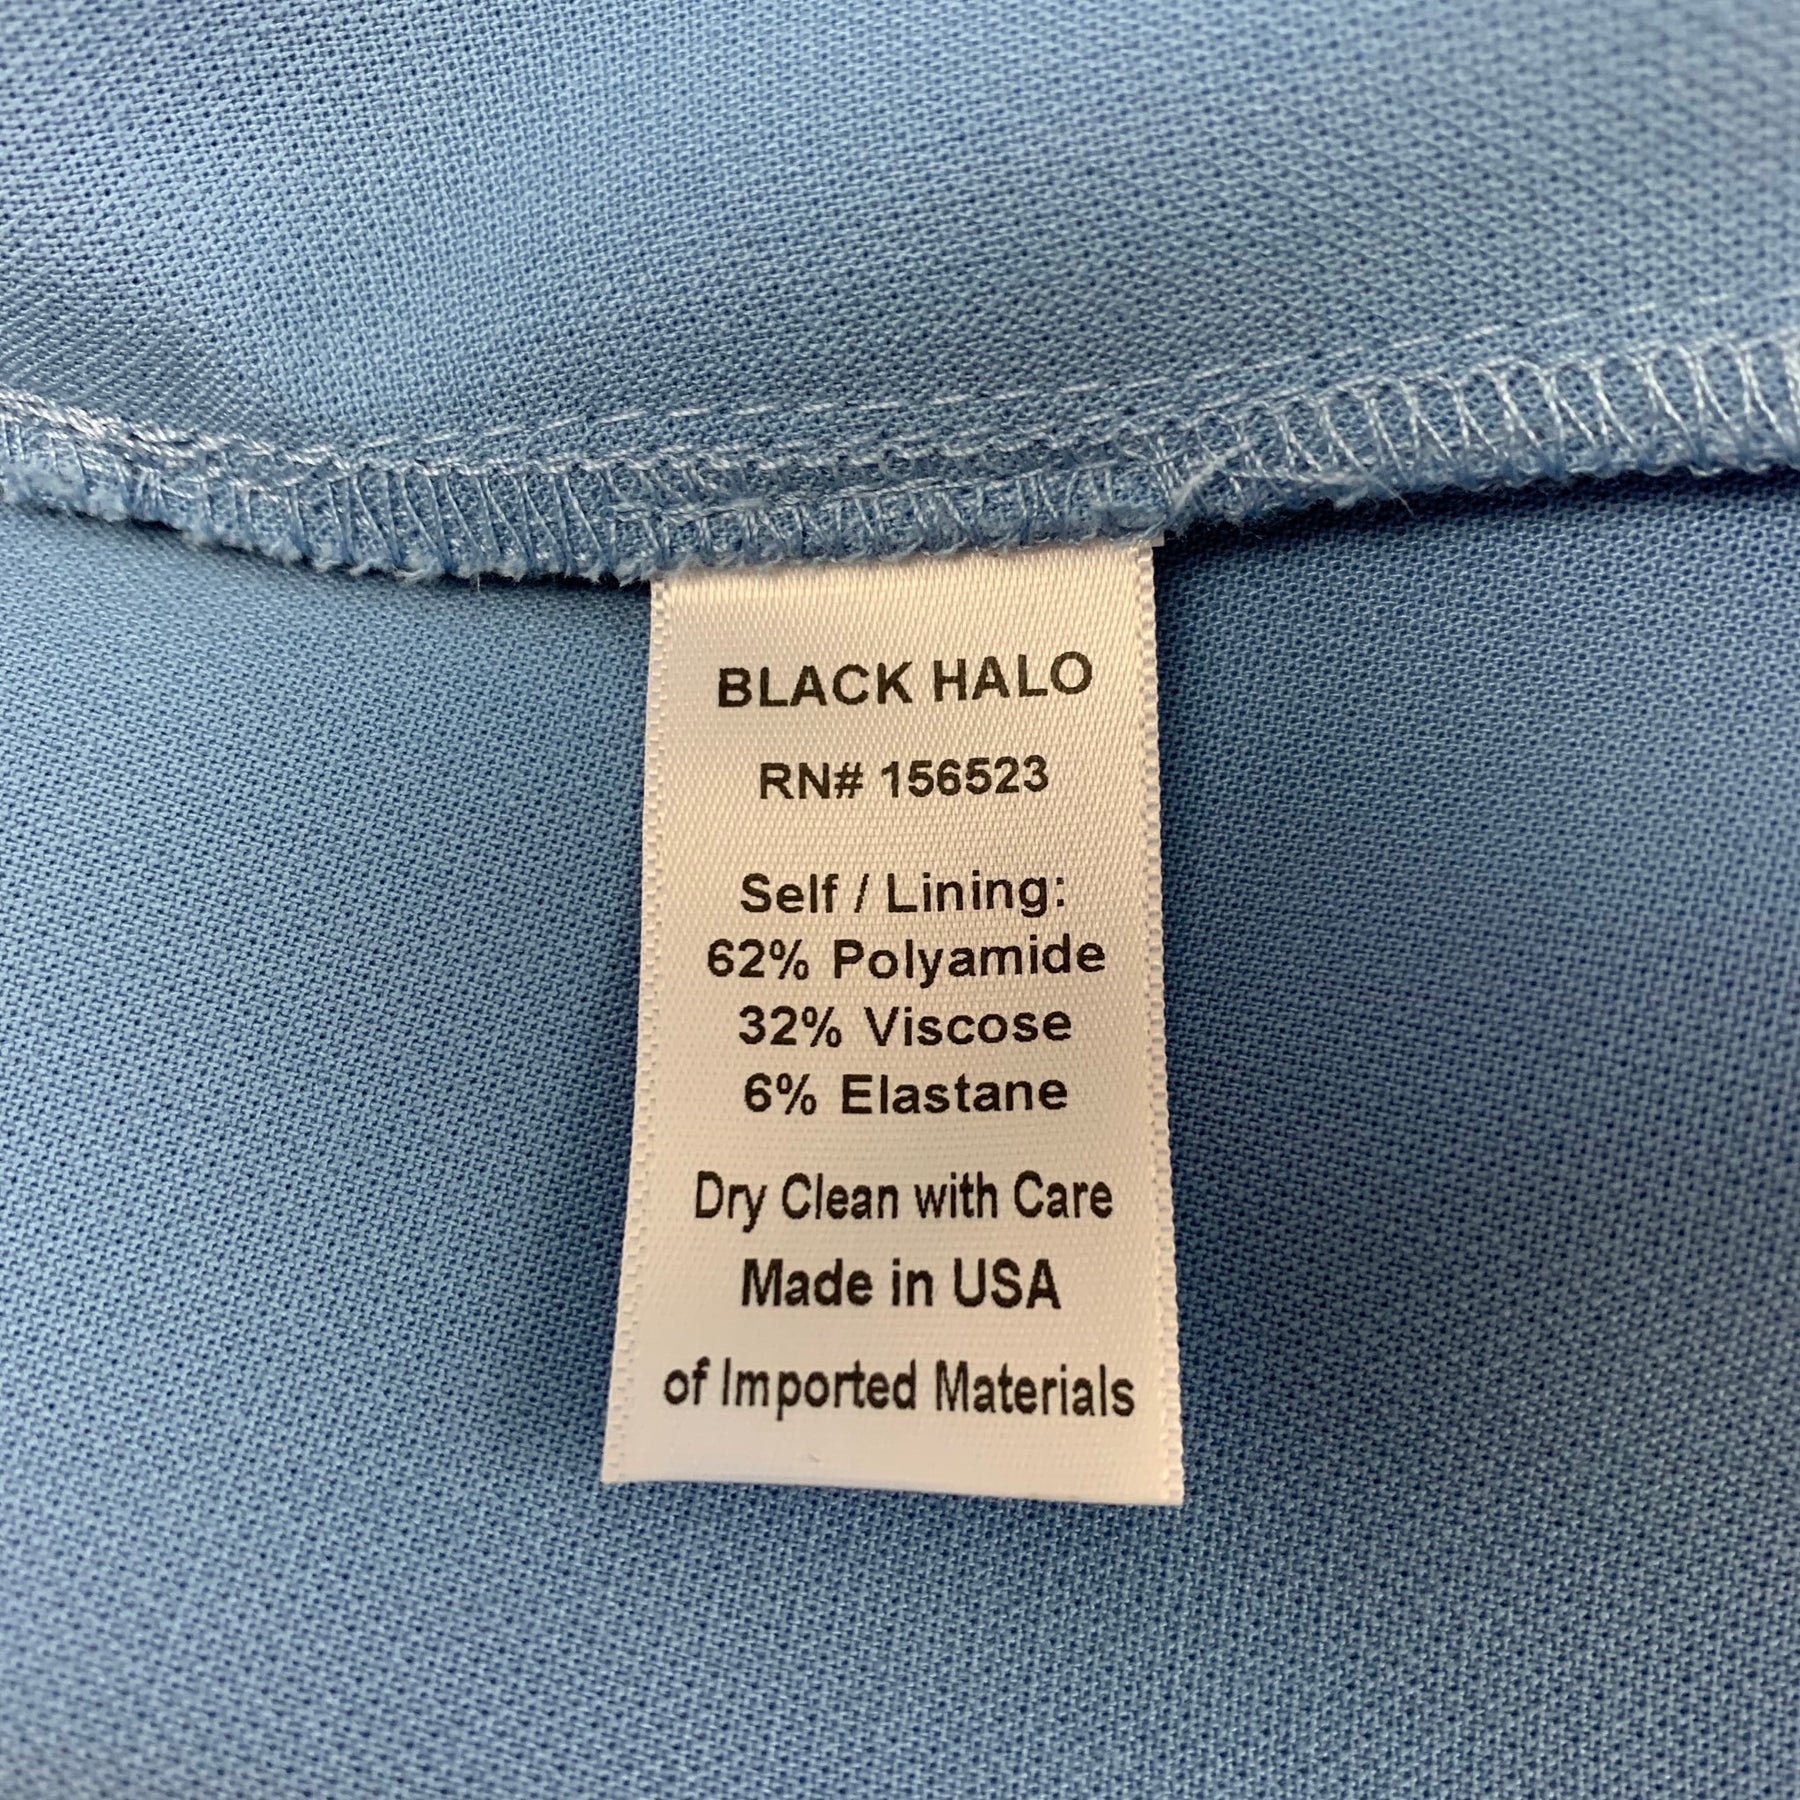 BLACK HALO
RN# 156523
Self / Lining:
62% Polyamide
32% Viscose
6% Elastane
Dry Clean with Care
Made in USA
of Imported Materials